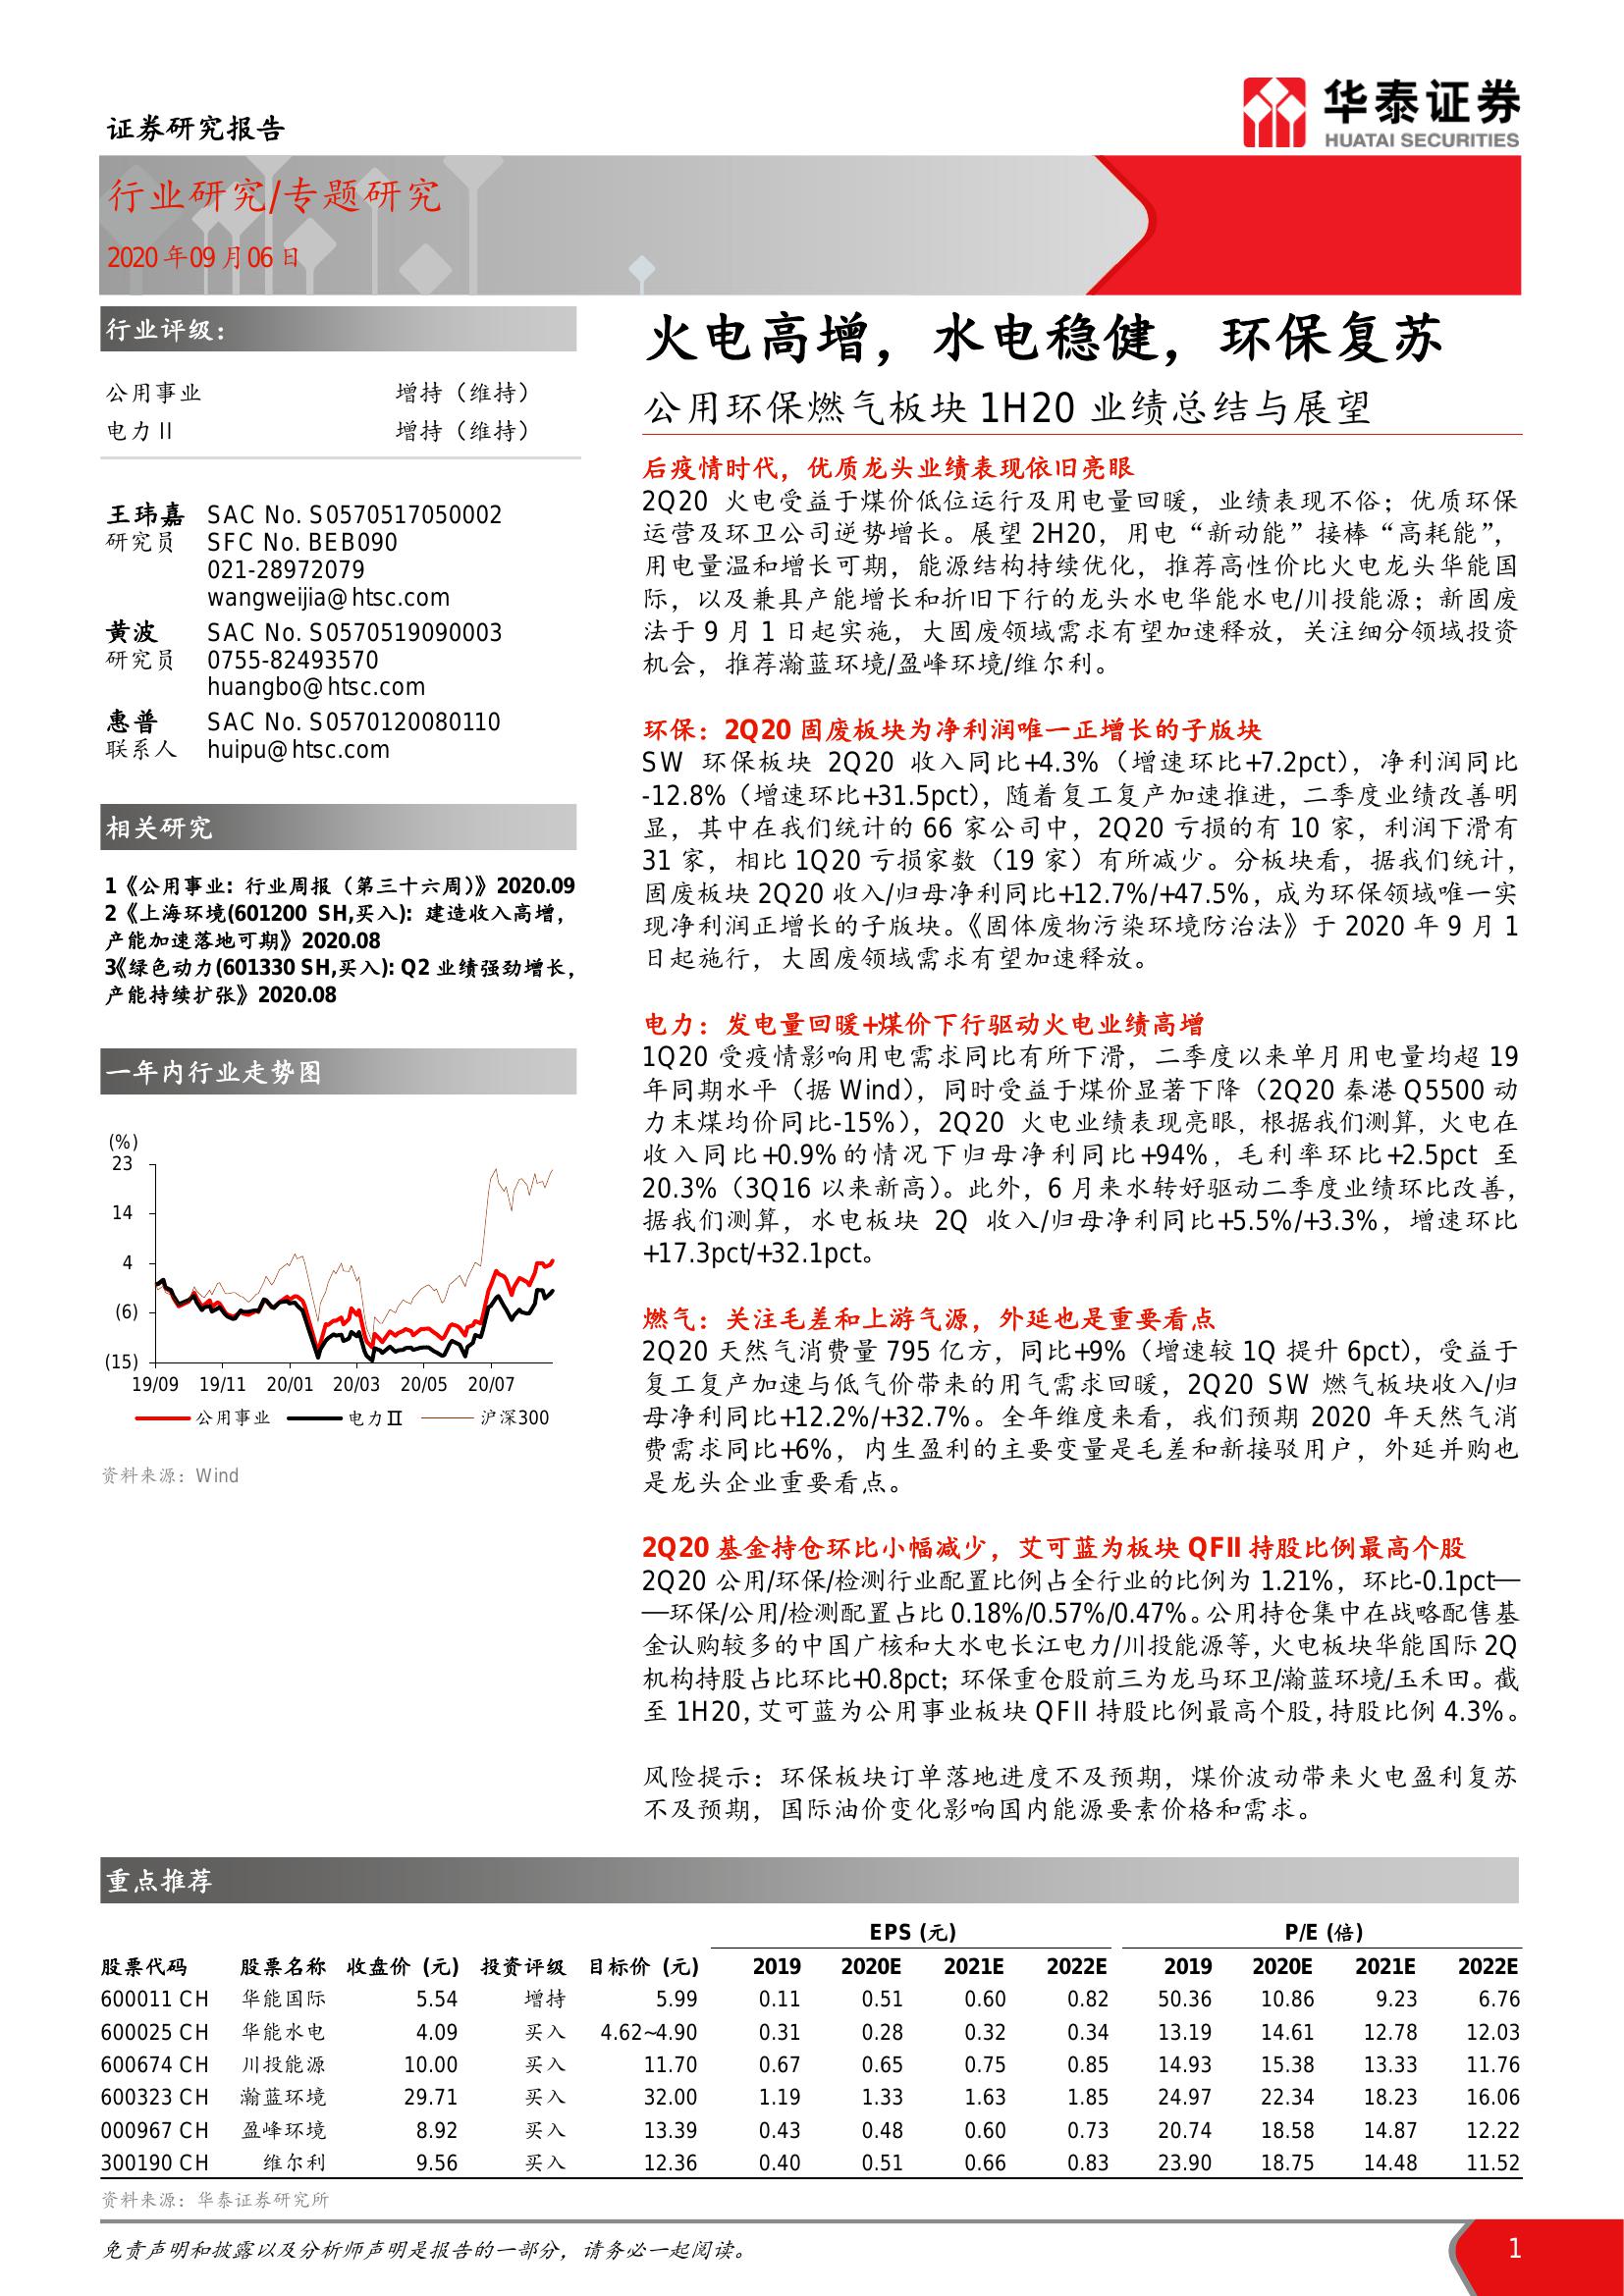 证券研究报告
华泰证券
HUATAI SECURITIES
行业研究/专题研究
2020年09月06日
行业评级：
公用事业 增持（维持）
电力Ⅱ 增持（维持）
王玮嘉 SAC No. S0570517050002
研究员 SFC No. BEB090
021-28972079
wangweijia@htsc.com
黄波 SAC No. S0570519090003
研究员 0755-82493570
huangbo@htsc.com
惠普 SAC No. S0570120080110
联系人 huipu@htsc.com
相关研究
1《公用事业: 行业周报（第三十六周）》2020.09
2《上海环境(601200 SH,买入): 建造收入高增，
产能加速落地可期》2020.08
3《绿色动力(601330 SH,买入): Q2 业绩强劲增长，
产能持续扩张》2020.08
一年内行业走势图
(%)
23
14
4
(6)
(15)
19/09 19/11 20/01 20/03 20/05 20/07
公用事业 电力Ⅱ 沪深300
资料来源：Wind
火电高增，水电稳健，环保复苏
公用环保燃气板块 1H20 业绩总结与展望
后疫情时代，优质龙头业绩表现依旧亮眼
2Q20 火电受益于煤价低位运行及用电量回暖，业绩表现不俗；优质环保
运营及环卫公司逆势增长。展望 2H20，用电“新动能”接棒“高耗能”，
用电量温和增长可期，能源结构持续优化，推荐高性价比火电龙头华能国
际，以及兼具产能增长和折旧下行的龙头水电华能水电/川投能源；新固废
法于 9 月 1 日起实施，大固废领域需求有望加速释放，关注细分领域投资
机会，推荐瀚蓝环境/盈峰环境/维尔利。
环保：2Q20 固废板块为净利润唯一正增长的子版块
SW 环保板块 2Q20 收入同比+4.3%（增速环比+7.2pct），净利润同比
-12.8%（增速环比+31.5pct），随着复工复产加速推进，二季度业绩改善明
显，其中在我们统计的 66 家公司中，2Q20 亏损的有 10 家，利润下滑有
31 家，相比 1Q20 亏损家数（19 家）有所减少。分板块看，据我们统计，
固废板块 2Q20 收入/归母净利同比+12.7%/+47.5%，成为环保领域唯一实
现净利润正增长的子版块。《固体废物污染环境防治法》于 2020 年 9 月 1
日起施行，大固废领域需求有望加速释放。
电力：发电量回暖+煤价下行驱动火电业绩高增
1Q20 受疫情影响用电需求同比有所下滑，二季度以来单月用电量均超 19
年同期水平（据 Wind），同时受益于煤价显著下降（2Q20 秦港 Q5500 动
力末煤均价同比-15%），2Q20 火电业绩表现亮眼，根据我们测算，火电在
收入同比+0.9%的情况下归母净利同比+94%，毛利率环比+2.5pct 至
20.3%（3Q16 以来新高）。此外，6 月来水转好驱动二季度业绩环比改善，
据我们测算，水电板块 2Q 收入/归母净利同比+5.5%/+3.3%，增速环比
+17.3pct/+32.1pct。
燃气：关注毛差和上游气源，外延也是重要看点
2Q20 天然气消费量 795 亿方，同比+9%（增速较 1Q 提升 6pct），受益于
复工复产加速与低气价带来的用气需求回暖，2Q20 SW 燃气板块收入/归
母净利同比+12.2%/+32.7%。全年维度来看，我们预期 2020 年天然气消
费需求同比+6%，内生盈利的主要变量是毛差和新接驳用户，外延并购也
是龙头企业重要看点。
2Q20 基金持仓环比小幅减少，艾可蓝为板块 QFII 持股比例最高个股
2Q20 公用/环保/检测行业配置比例占全行业的比例为 1.21%，环比-0.1pct—
—环保/公用/检测配置占比 0.18%/0.57%/0.47%。公用持仓集中在战略配售基
金认购较多的中国广核和大水电长江电力/川投能源等，火电板块华能国际 2Q
机构持股占比环比+0.8pct；环保重仓股前三为龙马环卫/瀚蓝环境/玉禾田。截
至 1H20，艾可蓝为公用事业板块 QFII 持股比例最高个股，持股比例 4.3%。
风险提示：环保板块订单落地进度不及预期，煤价波动带来火电盈利复苏
不及预期，国际油价变化影响国内能源要素价格和需求。
重点推荐
EPS (元) P/E (倍)
股票代码 股票名称 收盘价 (元) 投资评级 目标价 (元) 2019 2020E 2021E 2022E 2019 2020E 2021E 2022E
600011 CH 华能国际 5.54 增持 5.99 0.11 0.51 0.60 0.82 50.36 10.86 9.23 6.76
600025 CH 华能水电 4.09 买入 4.62~4.90 0.31 0.28 0.32 0.34 13.19 14.61 12.78 12.03
600674 CH 川投能源 10.00 买入 11.70 0.67 0.65 0.75 0.85 14.93 15.38 13.33 11.76
600323 CH 瀚蓝环境 29.71 买入 32.00 1.19 1.33 1.63 1.85 24.97 22.34 18.23 16.06
000967 CH 盈峰环境 8.92 买入 13.39 0.43 0.48 0.60 0.73 20.74 18.58 14.87 12.22
300190 CH 维尔利 9.56 买入 12.36 0.40 0.51 0.66 0.83 23.90 18.75 14.48 11.52
资料来源：华泰证券研究所
免责声明和披露以及分析师声明是报告的一部分，请务必一起阅读。 1